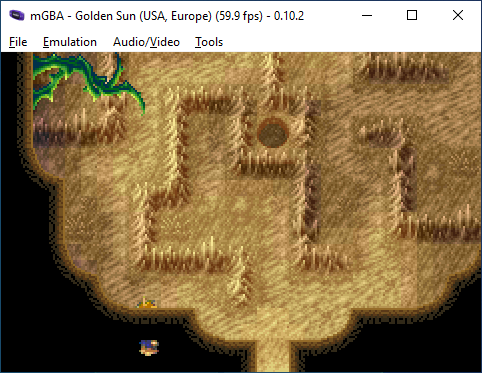 mGBA - Golden Sun (USA, Europe) (59.9 fps) - 0.10.2
File Emulation Audio/Video Tools